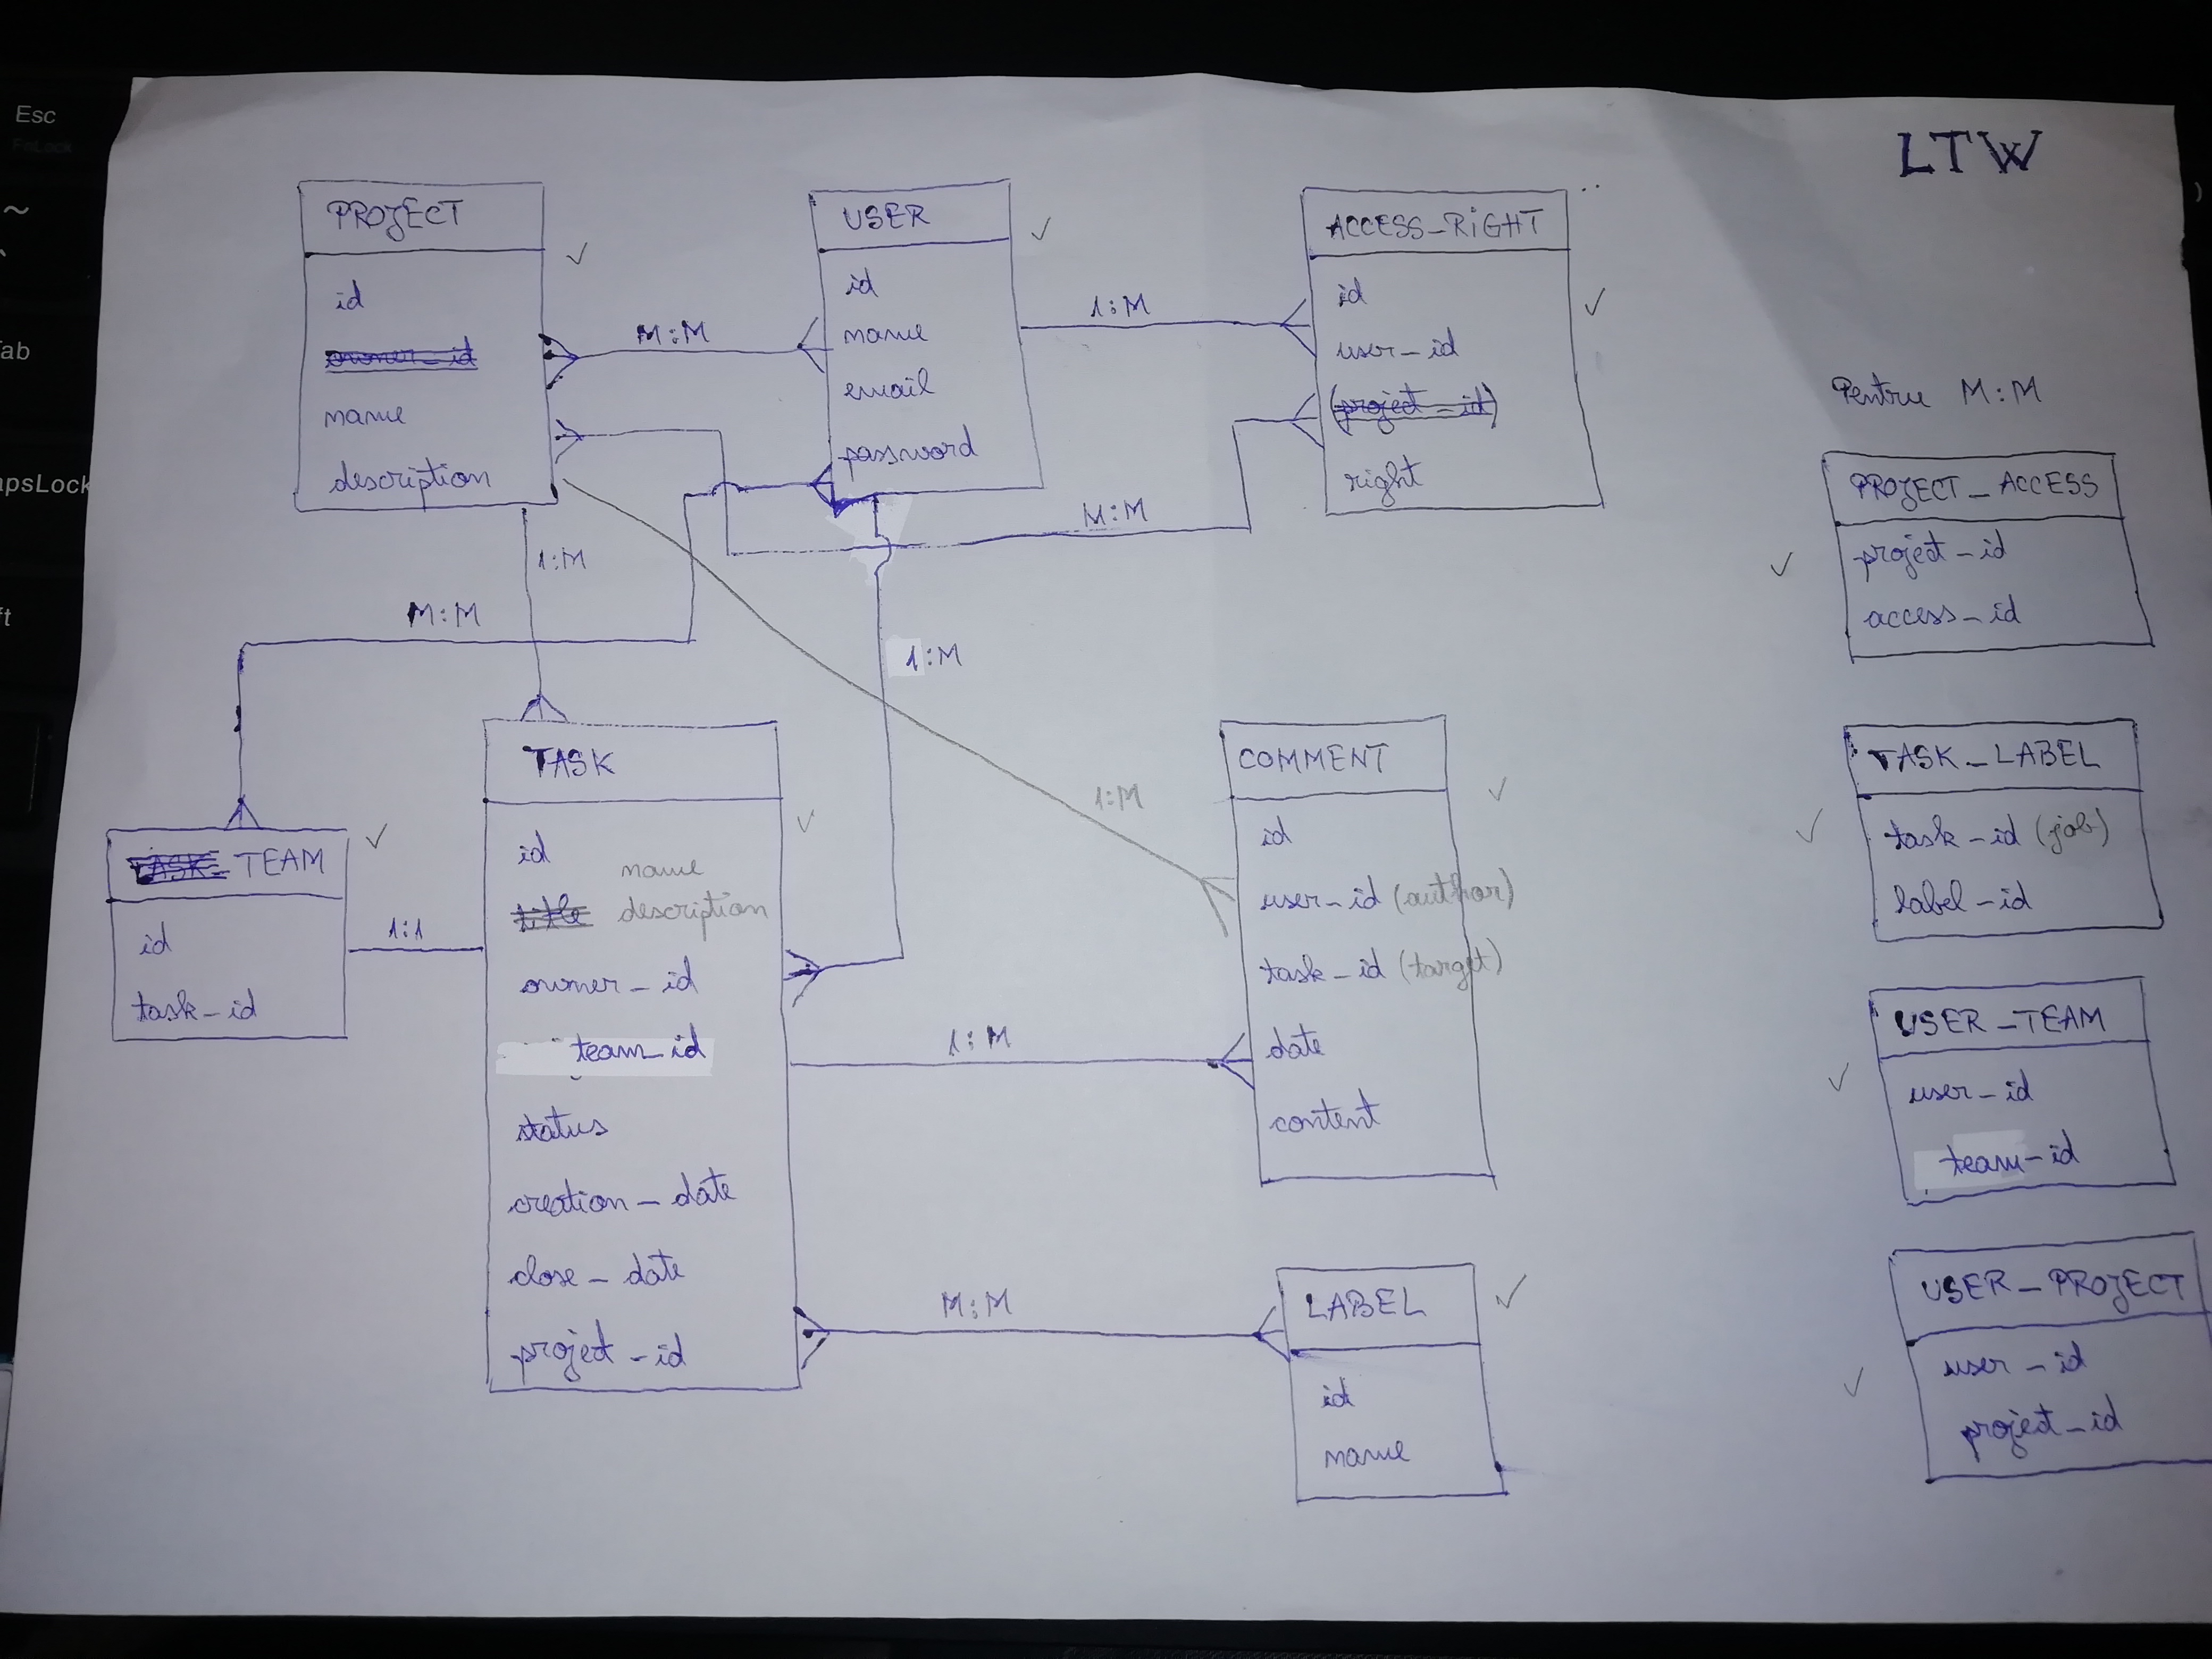 LTW
PROJECT
id
owner_id
name
description
USER
id
name
email
password
ACCESS_RIGHT
id
user_id
(project_id)
right
M:M
1:M
M:M
1:M
M:M
1:M
1:M
TASK_TEAM
id
task_id
1:1
TASK
id
name
title
description
owner_id
team_id
status
creation_date
close_date
project_id
COMMENT
id
user_id (author)
task_id (target)
date
content
1:M
M:M
LABEL
id
name
Pentru M:M
PROJECT_ACCESS
project_id
access_id
TASK_LABEL
task_id (job)
label_id
USER_TEAM
user_id
team_id
USER_PROJECT
user_id
project_id
Esc
FnLock
~
Tab
CapsLock